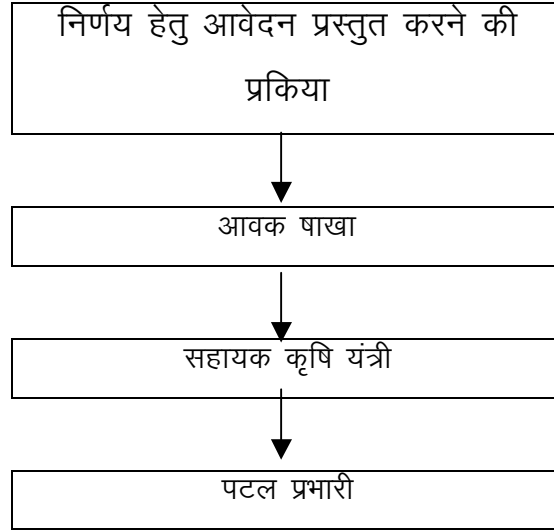 निर्णय हेतु आवेदन प्रस्तुत करने की
प्रकिया
आवक षाखा
सहायक कृषि यंत्री
पटल प्रभारी